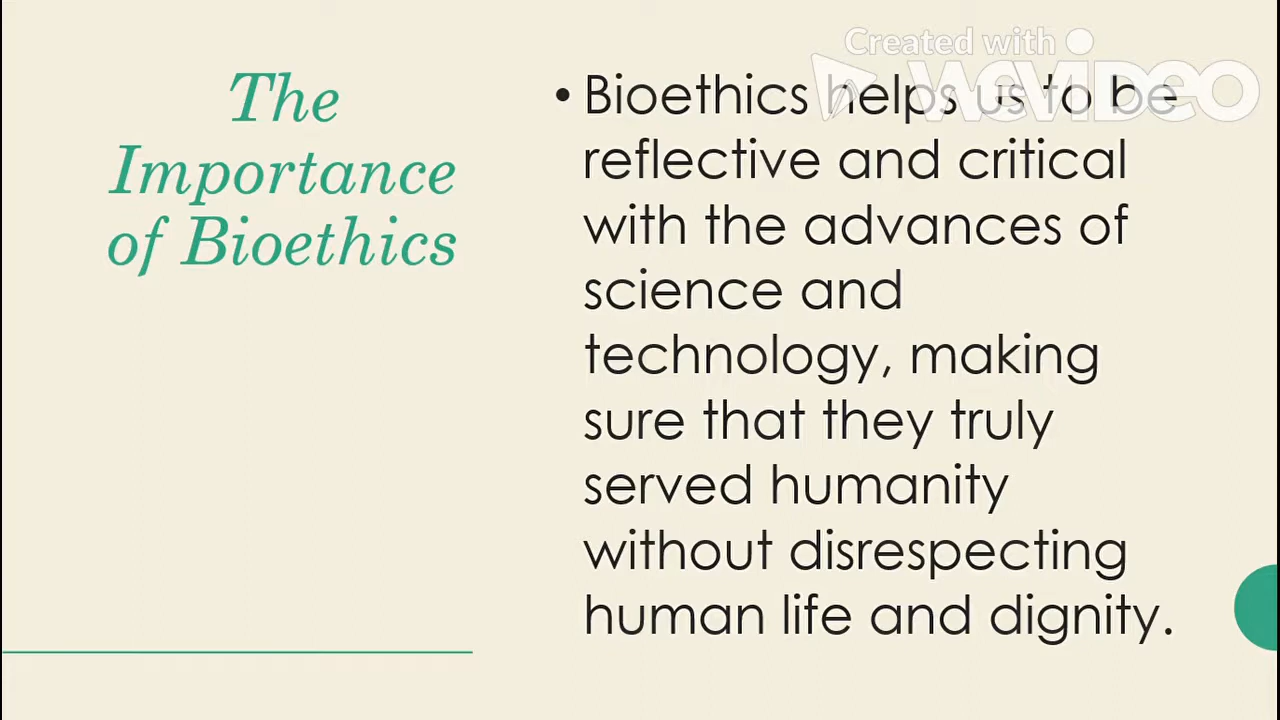 The
Importance
of Bioethics
Created with
WEVIDEO
• Bioethics helps us to be
reflective and critical
with the advances of
science and
technology, making
sure that they truly
served humanity
without disrespecting
human life and dignity.